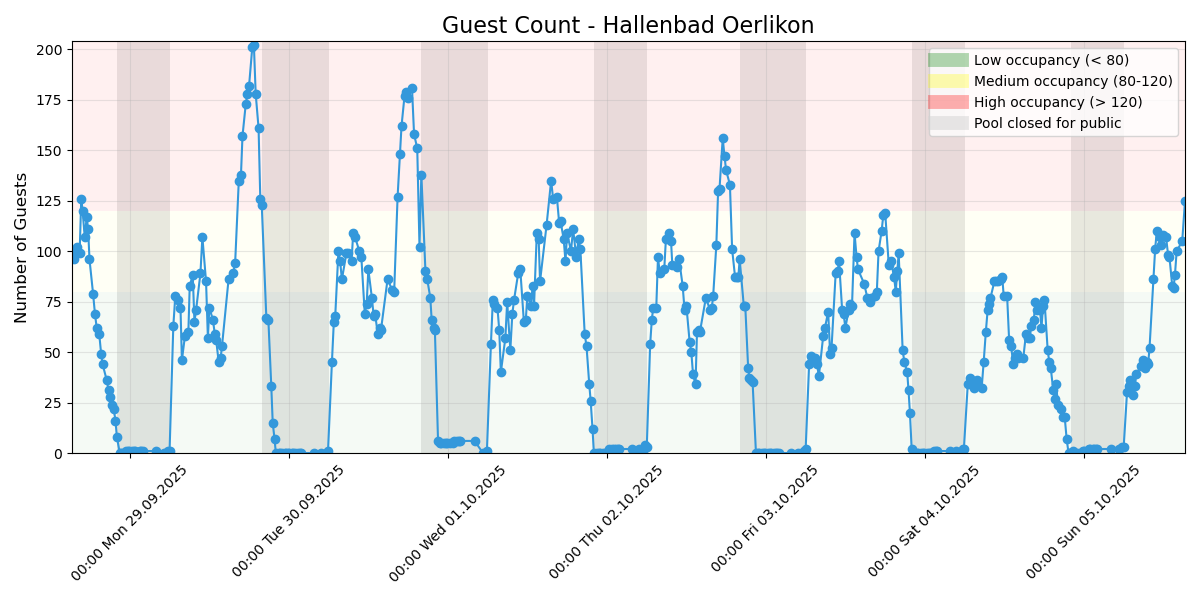 Guest Count - Hallenbad Oerlikon
Number of Guests
200
175
150
125
100
75
50
25
0
Low occupancy (< 80)
Medium occupancy (80-120)
High occupancy (> 120)
Pool closed for public
00:00 Mon 29.09.2025
00:00 Tue 30.09.2025
00:00 Wed 01.10.2025
00:00 Thu 02.10.2025
00:00 Fri 03.10.2025
00:00 Sat 04.10.2025
00:00 Sun 05.10.2025